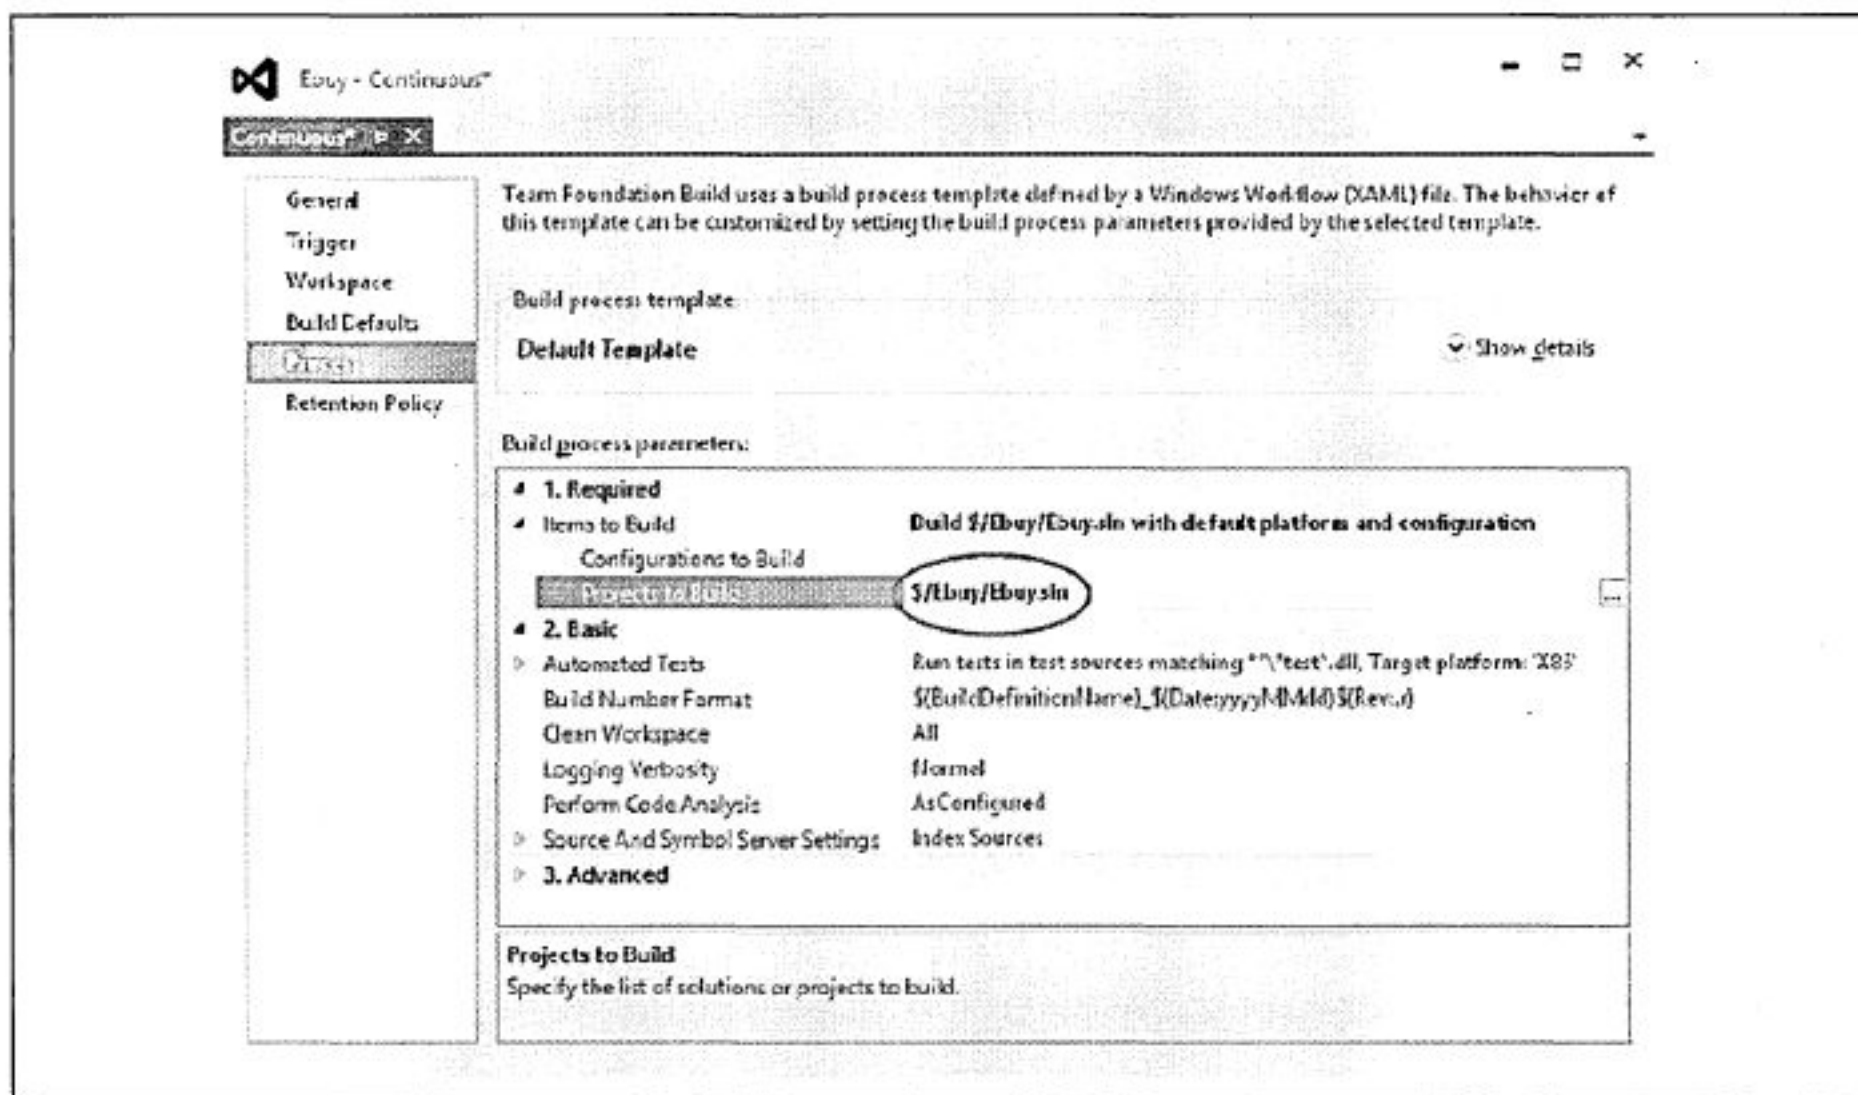 Ebuy - Continuous*
Continuous*
General
Trigger
Workspace
Build Defaults
Process
Retention Policy
Team Foundation Build uses a build process template defined by a Windows Workflow (XAML) file. The behavior of
this template can be customized by setting the build process parameters provided by the selected template.
Build process template
Default Template
Show details
Build process parameters:
1. Required
Items to Build Build $/Ebuy/Ebuy.sln with default platform and configuration
Configurations to Build
Projects to Build $/Ebuy/Ebuy.sln ...
2. Basic
Automated Tests Run tests in test sources matching **\*test*.dll, Target platform: 'X86'
Build Number Format $(BuildDefinitionName)_$(Date:yyyyMMdd)$(Rev:.r)
Clean Workspace All
Logging Verbosity Normal
Perform Code Analysis AsConfigured
Source And Symbol Server Settings Index Sources
3. Advanced
Projects to Build
Specify the list of solutions or projects to build.